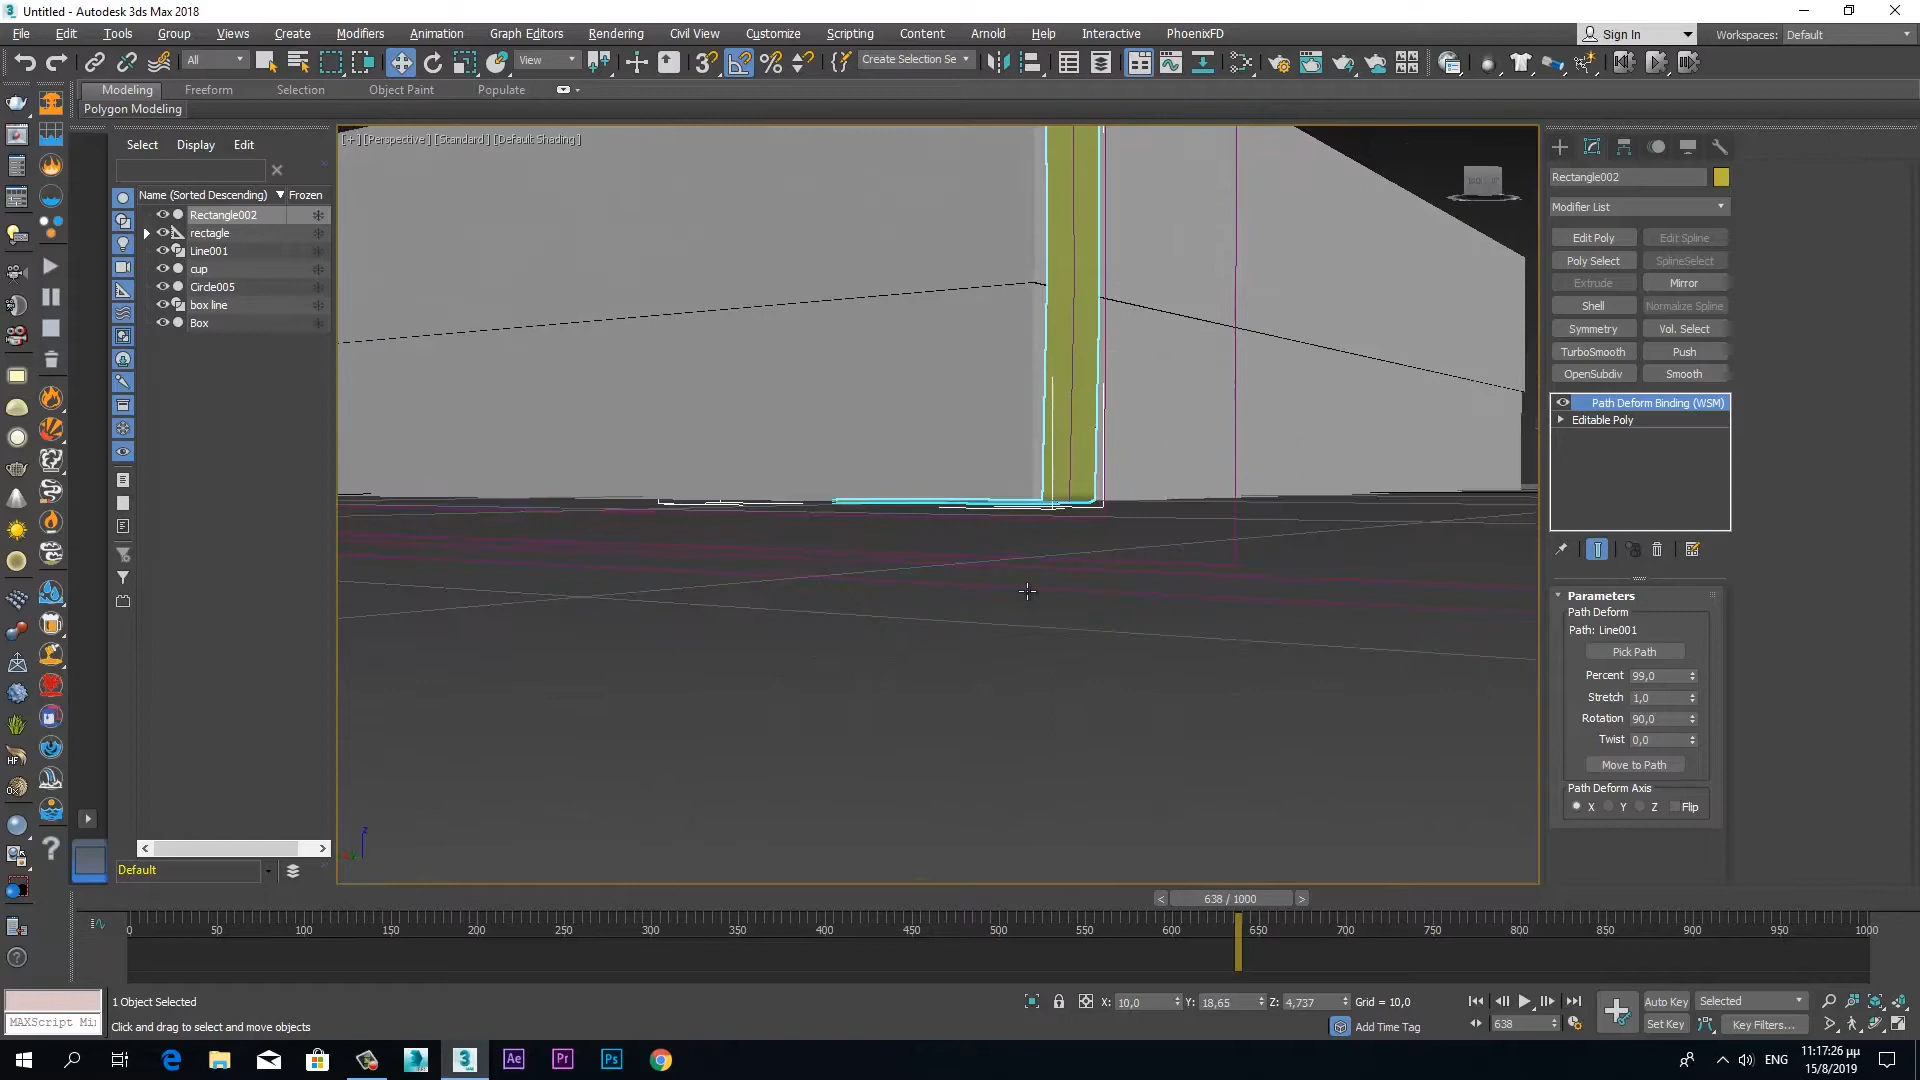 Untitled - Autodesk 3ds Max 2018
File Edit Tools Group Views Create Modifiers Animation Graph Editors Rendering Civil View Customize Scripting Content Arnold Help Interactive PhoenixFD
Sign In
Workspaces: Default
All
View
Create Selection Se
Modeling Freeform Selection Object Paint Populate
Polygon Modeling
Select Display Edit
[+][Perspective][Standard][Default Shading]
Name (Sorted Descending) Frozen
Rectangle002
rectagle
Line001
cup
Circle005
box line
Box
Default
Rectangle002
Modifier List
Edit Poly Edit Spline
Poly Select SplineSelect
Extrude Mirror
Shell Normalize Spline
Symmetry Vol. Select
TurboSmooth Push
OpenSubdiv Smooth
Path Deform Binding (WSM)
Editable Poly
Parameters
Path Deform
Path: Line001
Pick Path
Percent 99,0
Stretch 1,0
Rotation 90,0
Twist 0,0
Move to Path
Path Deform Axis
X Y Z Flip
z
HF
< 638 / 1000 >
0 50 100 150 200 250 300 350 400 450 500 550 600 650 700 750 800 850 900 950 1000
1 Object Selected
X: 10,0 Y: 18,65 Z: 4,737 Grid = 10,0
Auto Key Selected
MAXScript Mi
Click and drag to select and move objects
Add Time Tag
638
Set Key Key Filters...
Ae Pr Ps
ENG
11:17:26 μμ
15/8/2019